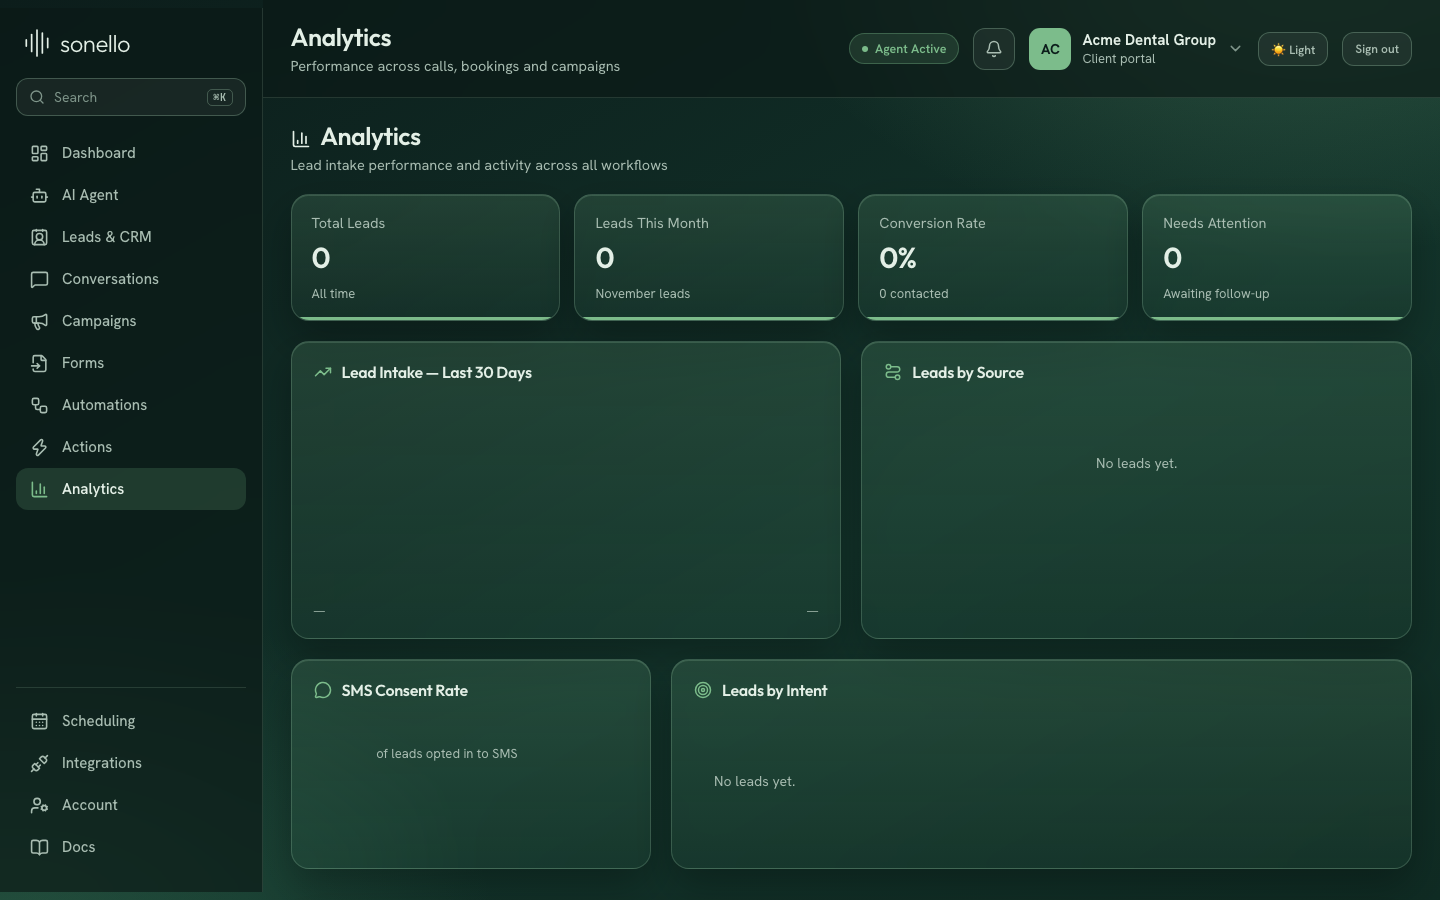 sonello
Search ⌘K
Dashboard
AI Agent
Leads & CRM
Conversations
Campaigns
Forms
Automations
Actions
Analytics
Scheduling
Integrations
Account
Docs
Analytics
Performance across calls, bookings and campaigns
Agent Active
AC
Acme Dental Group
Client portal
Light
Sign out
Analytics
Lead intake performance and activity across all workflows
Total Leads
0
All time
Leads This Month
0
November leads
Conversion Rate
0%
0 contacted
Needs Attention
0
Awaiting follow-up
Lead Intake — Last 30 Days
— —
Leads by Source
No leads yet.
SMS Consent Rate
of leads opted in to SMS
Leads by Intent
No leads yet.